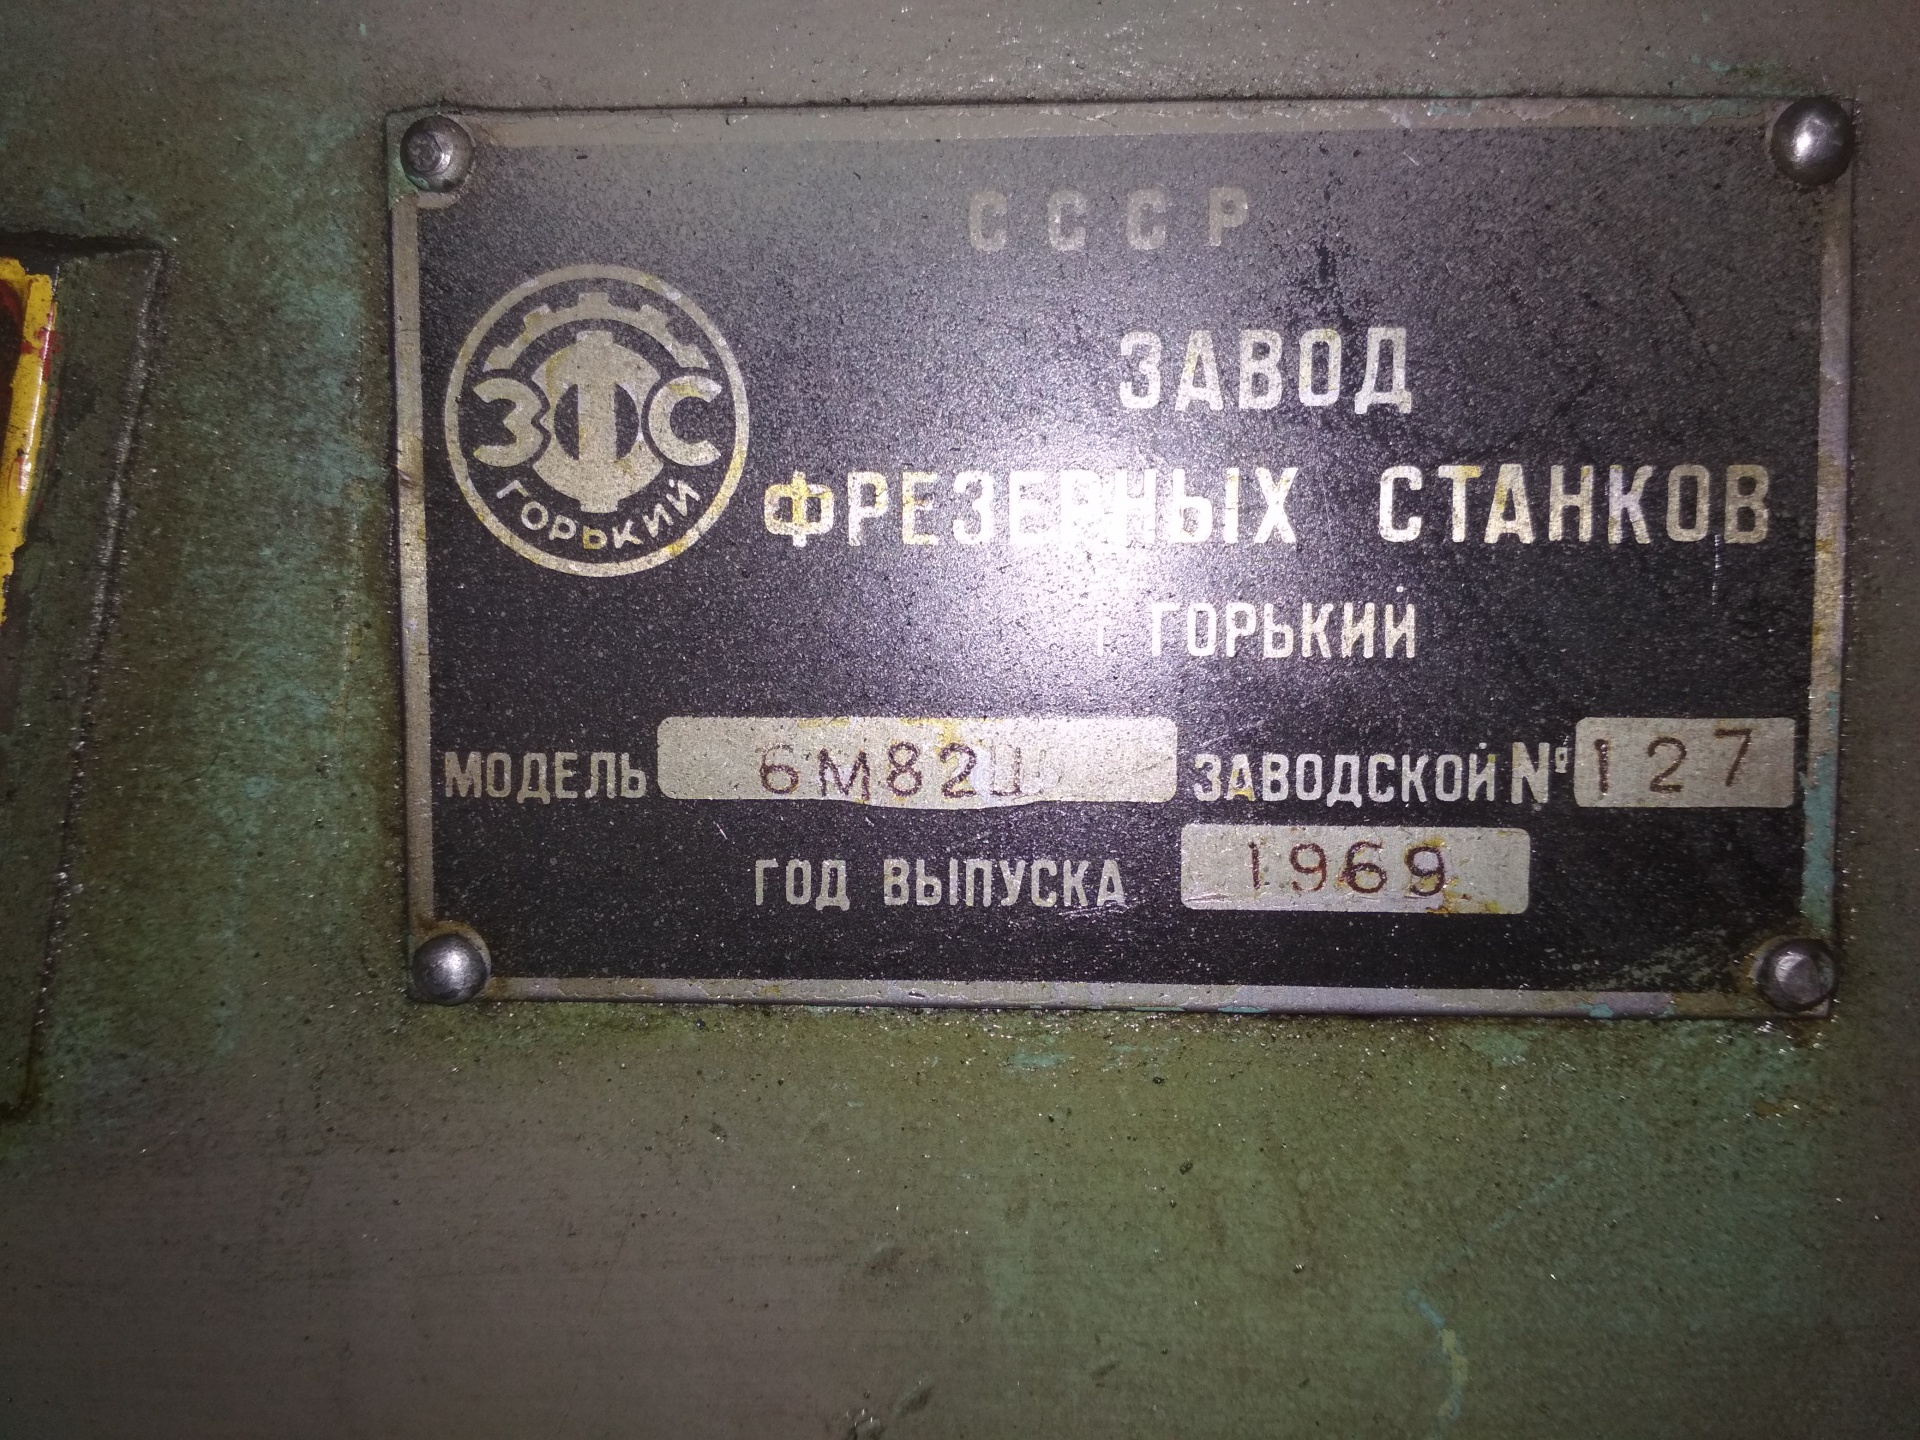 СССР
ЗФС
ГОРЬКИЙ
ЗАВОД
ФРЕЗЕРНЫХ СТАНКОВ
Г ГОРЬКИЙ
МОДЕЛЬ 6М82Ш ЗАВОДСКОЙ № 127
ГОД ВЫПУСКА 1969